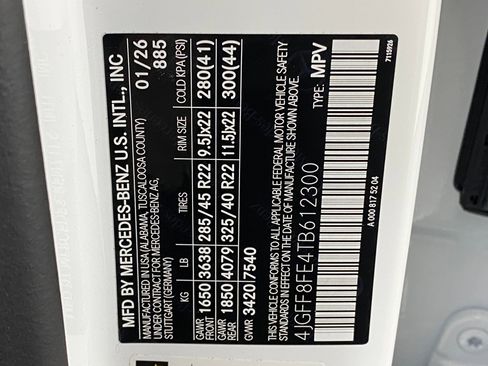 MFD BY MERCEDES-BENZ U.S. INTL., INC
MANUFACTURED IN USA (ALABAMA, TUSCALOOSA COUNTY)
UNDER CONTRACT FOR MERCEDES-BENZ AG,
STUTTGART (GERMANY)
01/26
885
KG LB TIRES RIM SIZE COLD KPA (PSI)
GAWR FRONT 1650 3638 285/45 R22 9.5Jx22 280(41)
GAWR REAR 1850 4079 325/40 R22 11.5Jx22 300(44)
GVWR 3420 7540
THIS VEHICLE CONFORMS TO ALL APPLICABLE FEDERAL MOTOR VEHICLE SAFETY
STANDARDS IN EFFECT ON THE DATE OF MANUFACTURE SHOWN ABOVE.
4JGFF8FE4TB612300 TYPE: MPV
A 000 817 52 04
7115926